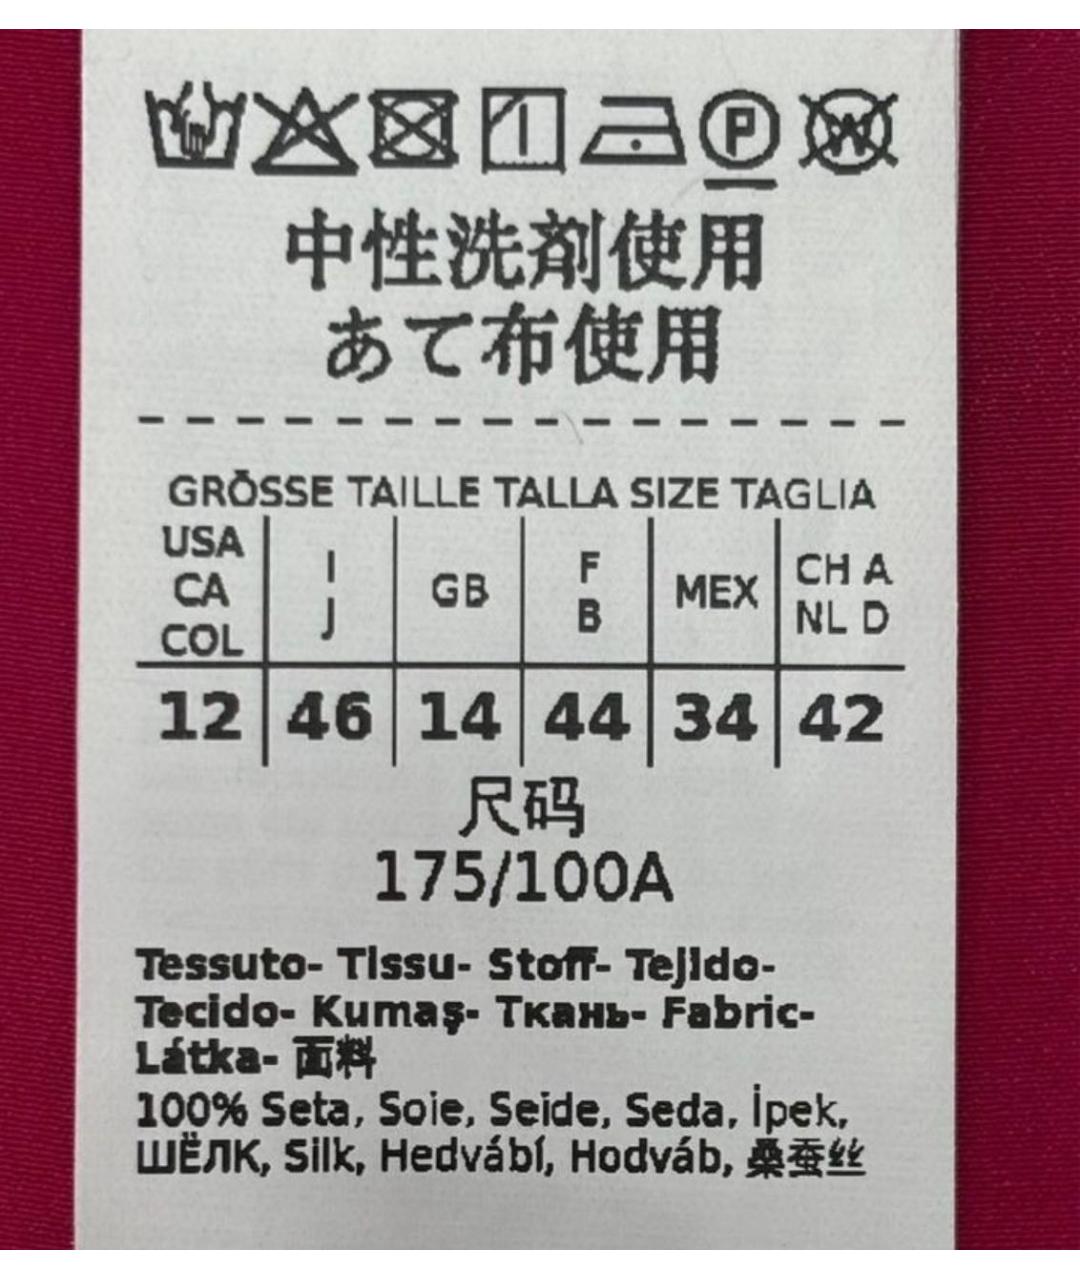 P W
中性洗剤使用
あて布使用
GRÖSSE TAILLE TALLA SIZE TAGLIA
USA CA COL I J GB F B MEX CH A NL D
12 46 14 44 34 42
尺码
175/100A
Tessuto- Tissu- Stoff- Tejido-
Tecido- Kumaş- Ткань- Fabric-
Látka- 面料
100% Seta, Soie, Seide, Seda, İpek,
ШЁЛК, Silk, Hedvábí, Hodváb, 桑蚕丝